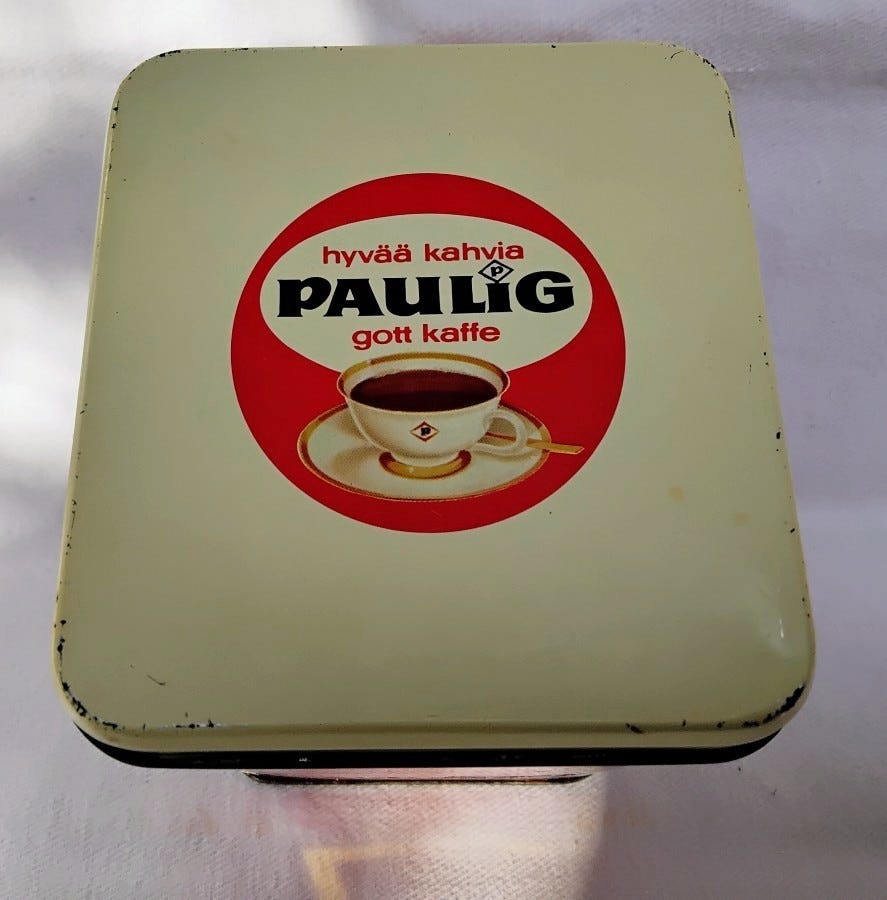 hyvää kahvia
P
PAULiG
gott kaffe
P